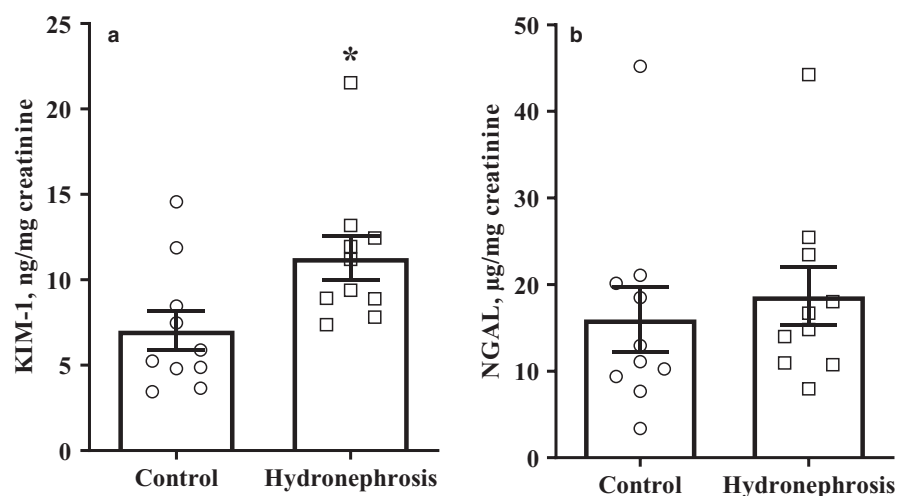 a
*
KIM-1, ng/mg creatinine
25
20
15
10
5
0
Control Hydronephrosis
b
NGAL, µg/mg creatinine
50
40
30
20
10
0
Control Hydronephrosis